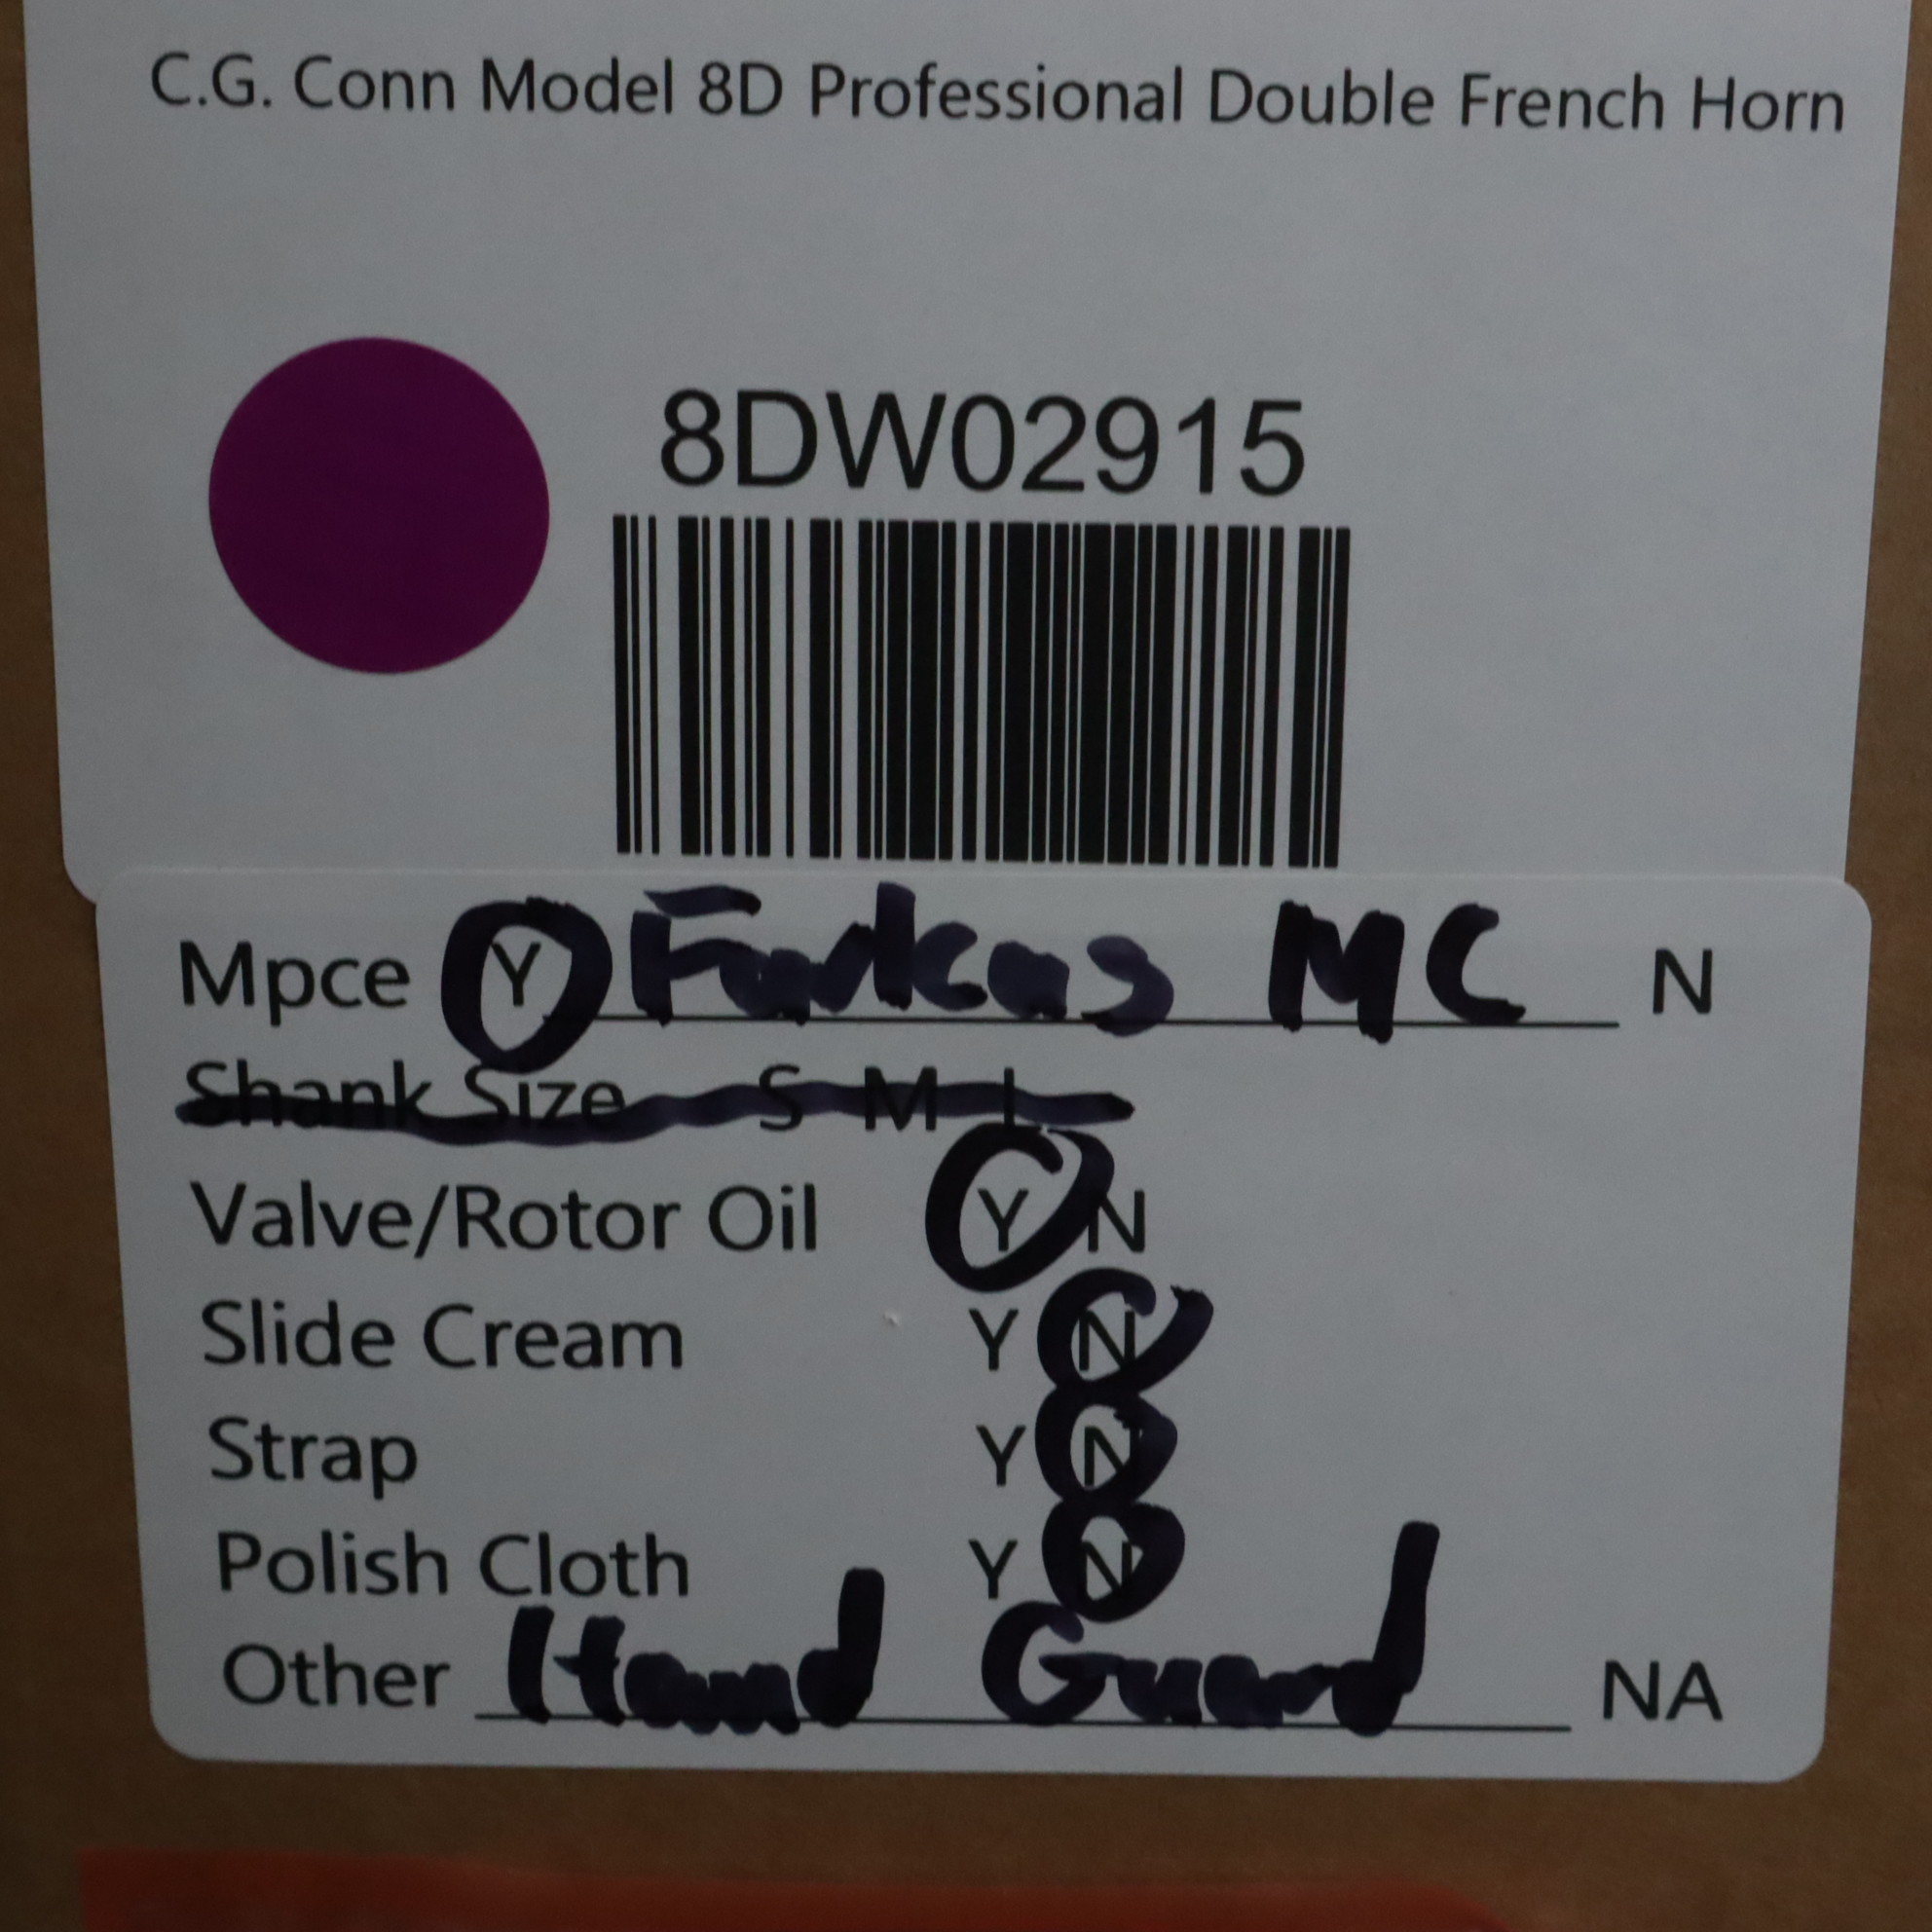 C.G. Conn Model 8D Professional Double French Horn
8DW02915
Mpce Y Farkas MC N
Shank Size S M L
Valve/Rotor Oil Y N
Slide Cream Y N
Strap Y N
Polish Cloth Y N
Other Hand Guard NA